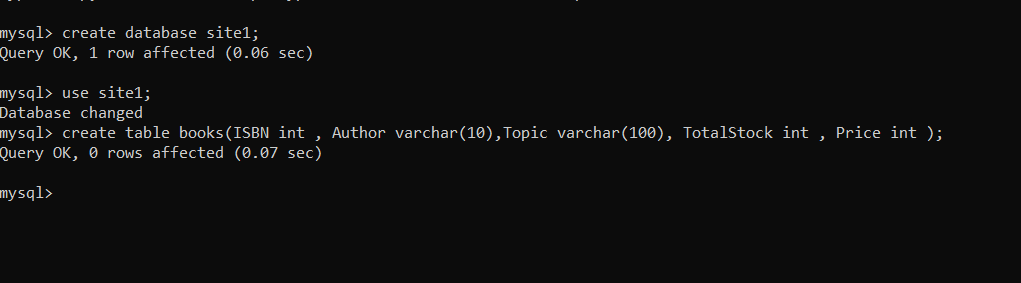 mysql> create database site1;
Query OK, 1 row affected (0.06 sec)
mysql> use site1;
Database changed
mysql> create table books(ISBN int , Author varchar(10),Topic varchar(100), TotalStock int , Price int );
Query OK, 0 rows affected (0.07 sec)
mysql>